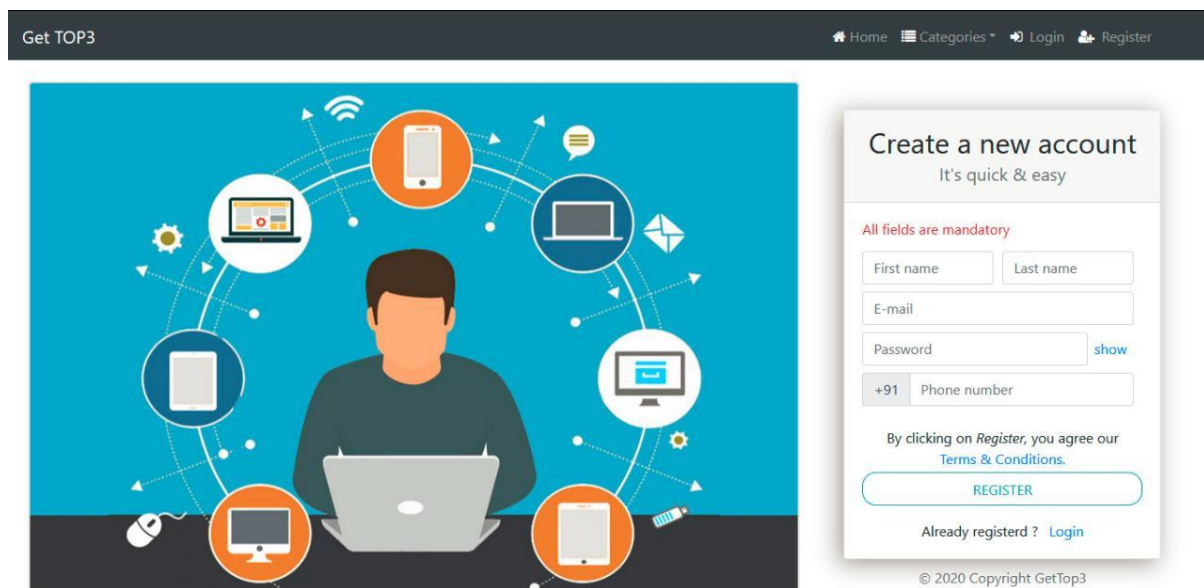 Get TOP3
Home Categories Login Register
Create a new account
It's quick & easy
All fields are mandatory
First name Last name
E-mail
Password show
+91 Phone number
By clicking on Register, you agree our
Terms & Conditions.
REGISTER
Already registerd ? Login
© 2020 Copyright GetTop3